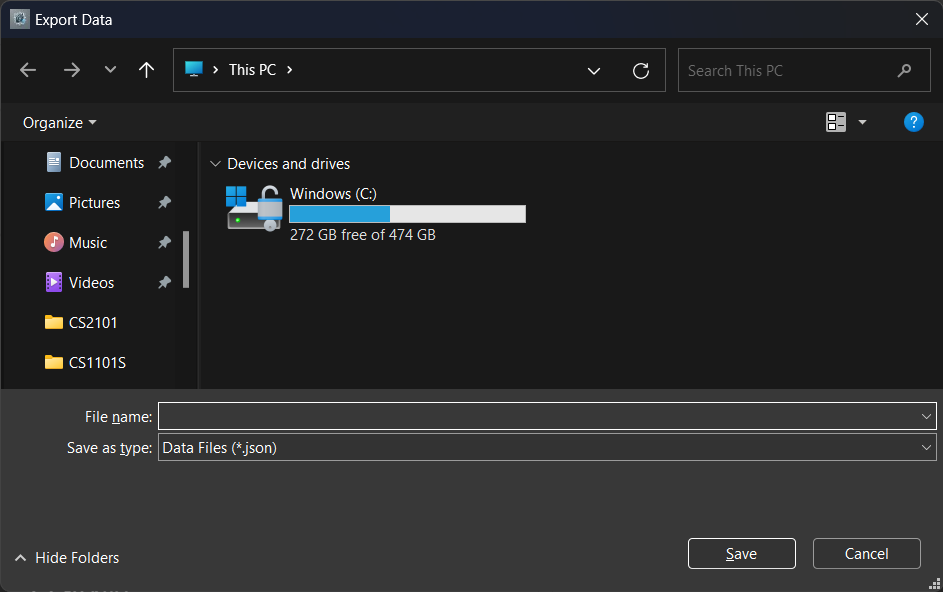 Export Data
This PC
Search This PC
Organize
?
Documents
Pictures
Music
Videos
CS2101
CS1101S
Devices and drives
Windows (C:)
272 GB free of 474 GB
File name:
Save as type: Data Files (*.json)
Hide Folders
Save
Cancel